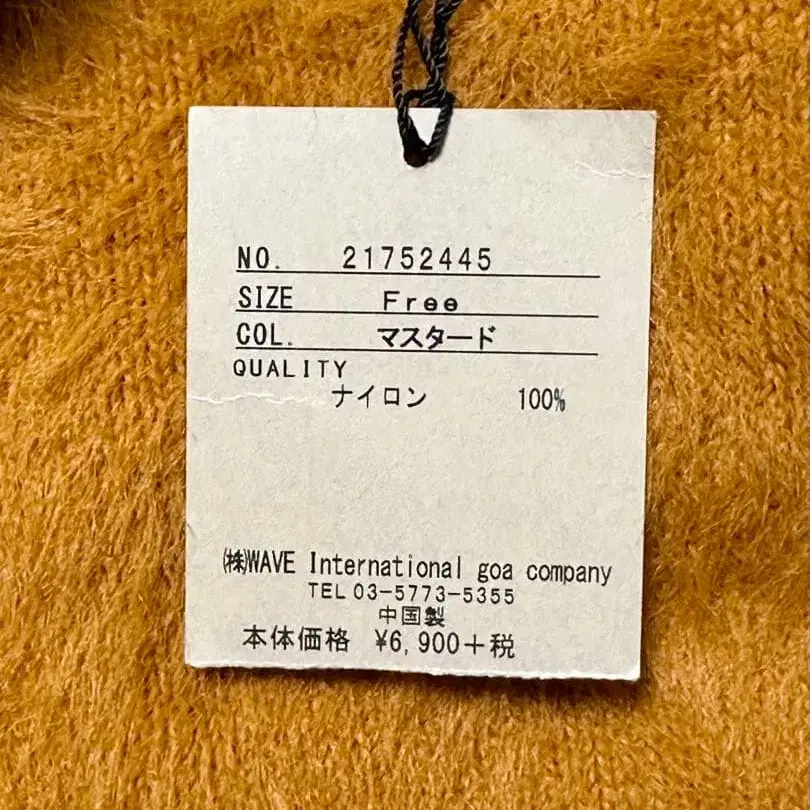 NO. 21752445
SIZE Free
COL. マスタード
QUALITY
ナイロン 100%
㈱WAVE International goa company
TEL 03-5773-5355
中国製
本体価格 ¥6,900+税